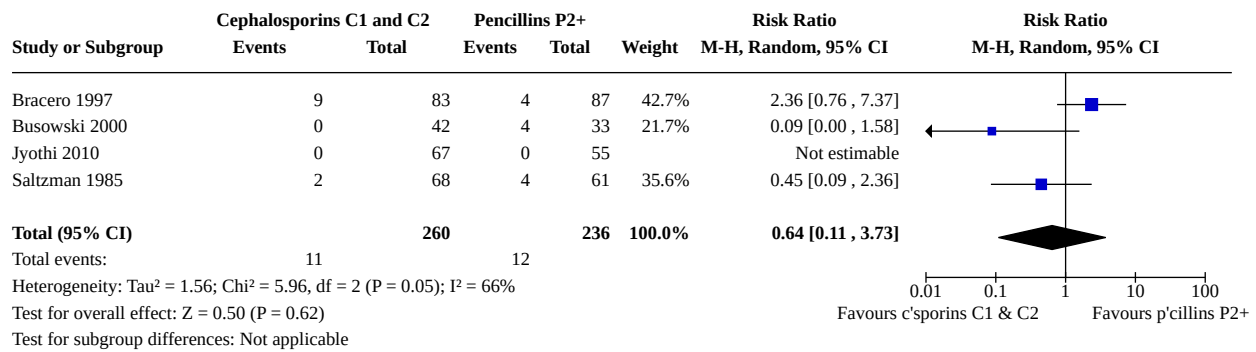 Cephalosporins C1 and C2 Pencillins P2+ Risk Ratio Risk Ratio
Study or Subgroup Events Total Events Total Weight M-H, Random, 95% CI M-H, Random, 95% CI
Bracero 1997 9 83 4 87 42.7% 2.36 [0.76 , 7.37]
Busowski 2000 0 42 4 33 21.7% 0.09 [0.00 , 1.58]
Jyothi 2010 0 67 0 55 Not estimable
Saltzman 1985 2 68 4 61 35.6% 0.45 [0.09 , 2.36]
Total (95% CI) 260 236 100.0% 0.64 [0.11 , 3.73]
Total events: 11 12
Heterogeneity: Tau² = 1.56; Chi² = 5.96, df = 2 (P = 0.05); I² = 66%
0.01 0.1 1 10 100
Test for overall effect: Z = 0.50 (P = 0.62) Favours c'sporins C1 & C2 Favours p'cillins P2+
Test for subgroup differences: Not applicable